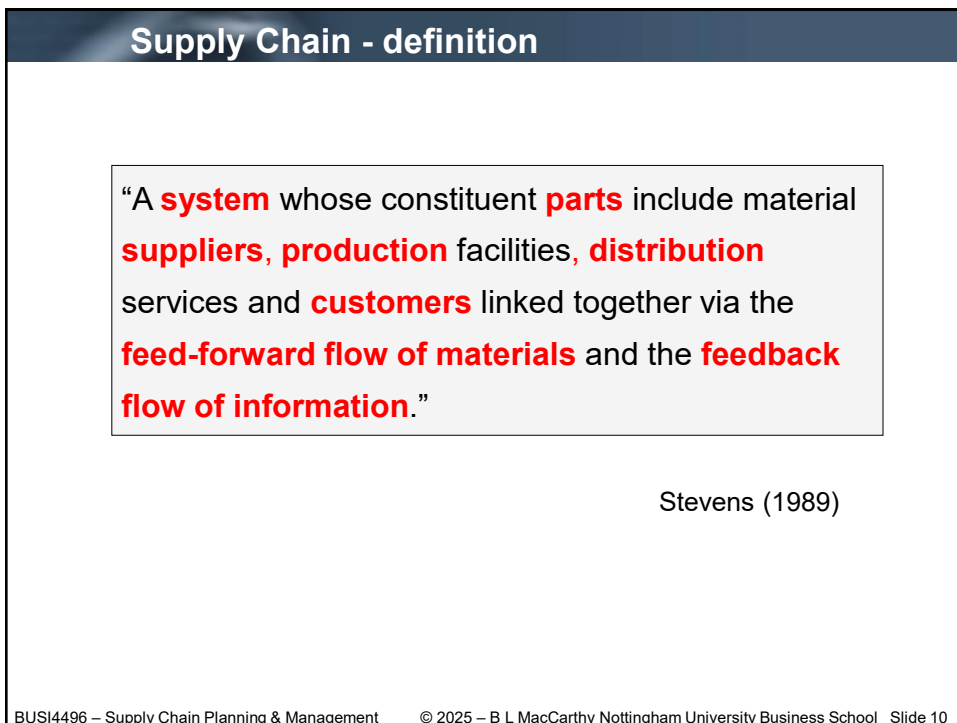 Supply Chain - definition
“A system whose constituent parts include material
suppliers, production facilities, distribution
services and customers linked together via the
feed-forward flow of materials and the feedback
flow of information.”
Stevens (1989)
BUSI4496 – Supply Chain Planning & Management © 2025 – B L MacCarthy Nottingham University Business School Slide 10